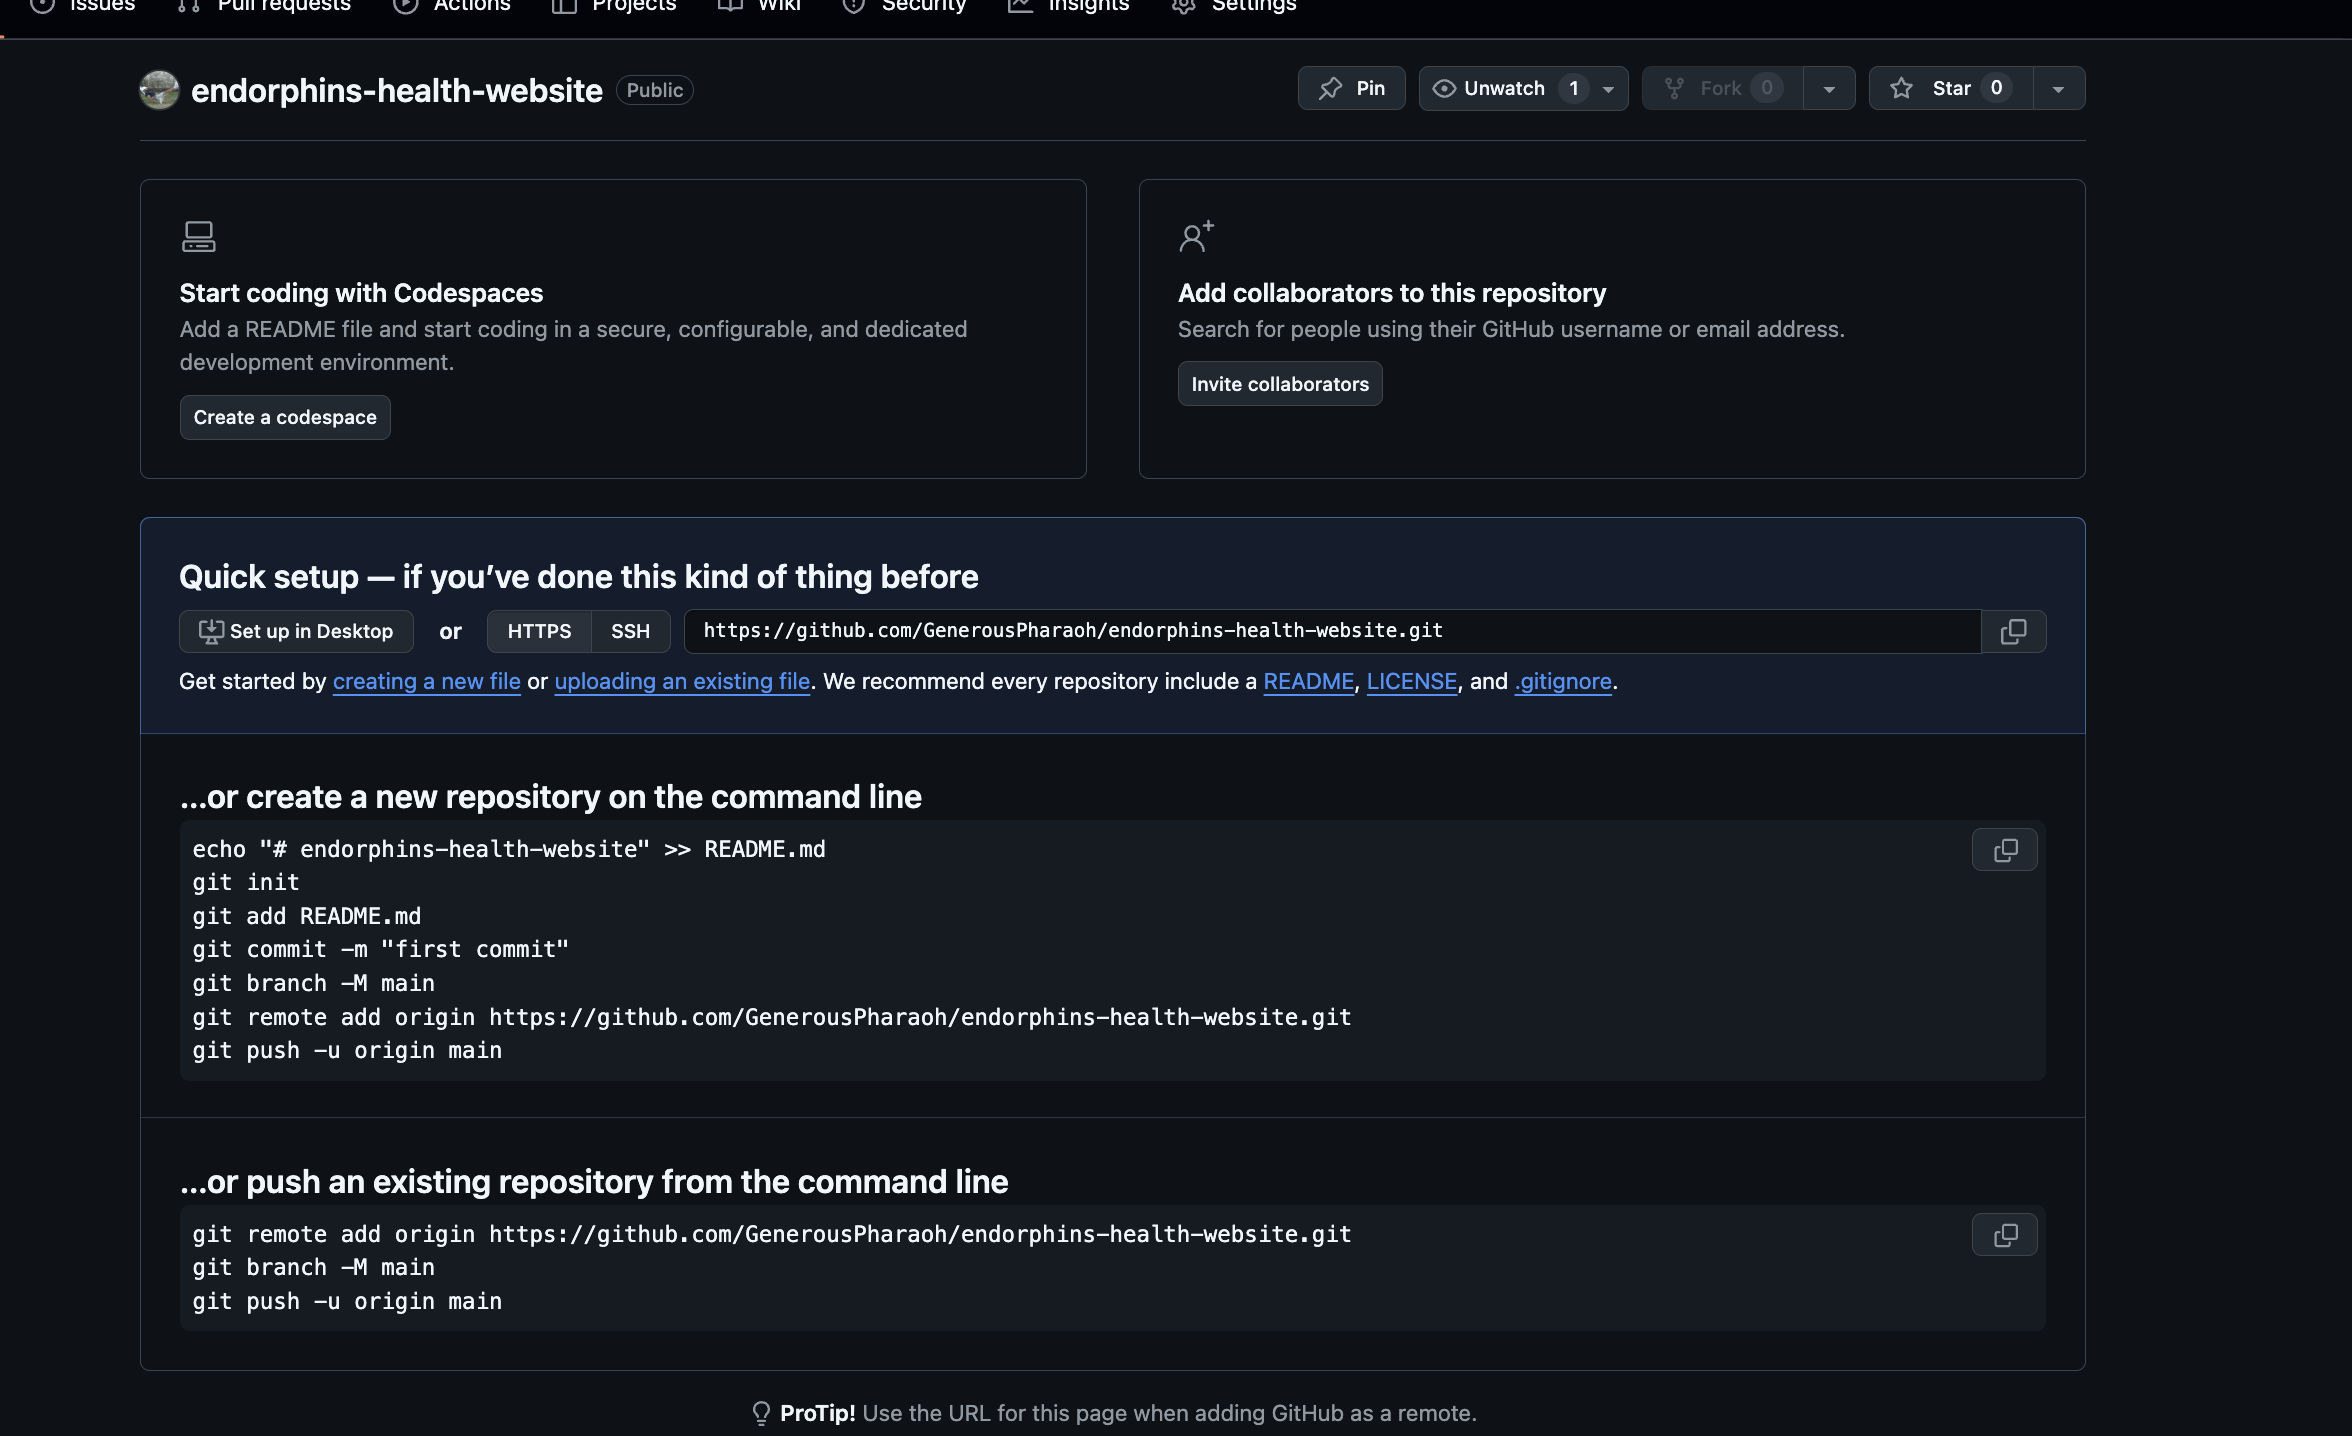 Issues Pull requests Actions Projects Wiki Security Insights Settings
endorphins-health-website Public
Pin Unwatch 1 Fork 0 Star 0
Start coding with Codespaces
Add a README file and start coding in a secure, configurable, and dedicated
development environment.
Create a codespace
Add collaborators to this repository
Search for people using their GitHub username or email address.
Invite collaborators
Quick setup — if you’ve done this kind of thing before
Set up in Desktop or HTTPS SSH https://github.com/GenerousPharaoh/endorphins-health-website.git
Get started by creating a new file or uploading an existing file. We recommend every repository include a README, LICENSE, and .gitignore.
…or create a new repository on the command line
echo "# endorphins-health-website" >> README.md
git init
git add README.md
git commit -m "first commit"
git branch -M main
git remote add origin https://github.com/GenerousPharaoh/endorphins-health-website.git
git push -u origin main
…or push an existing repository from the command line
git remote add origin https://github.com/GenerousPharaoh/endorphins-health-website.git
git branch -M main
git push -u origin main
ProTip! Use the URL for this page when adding GitHub as a remote.